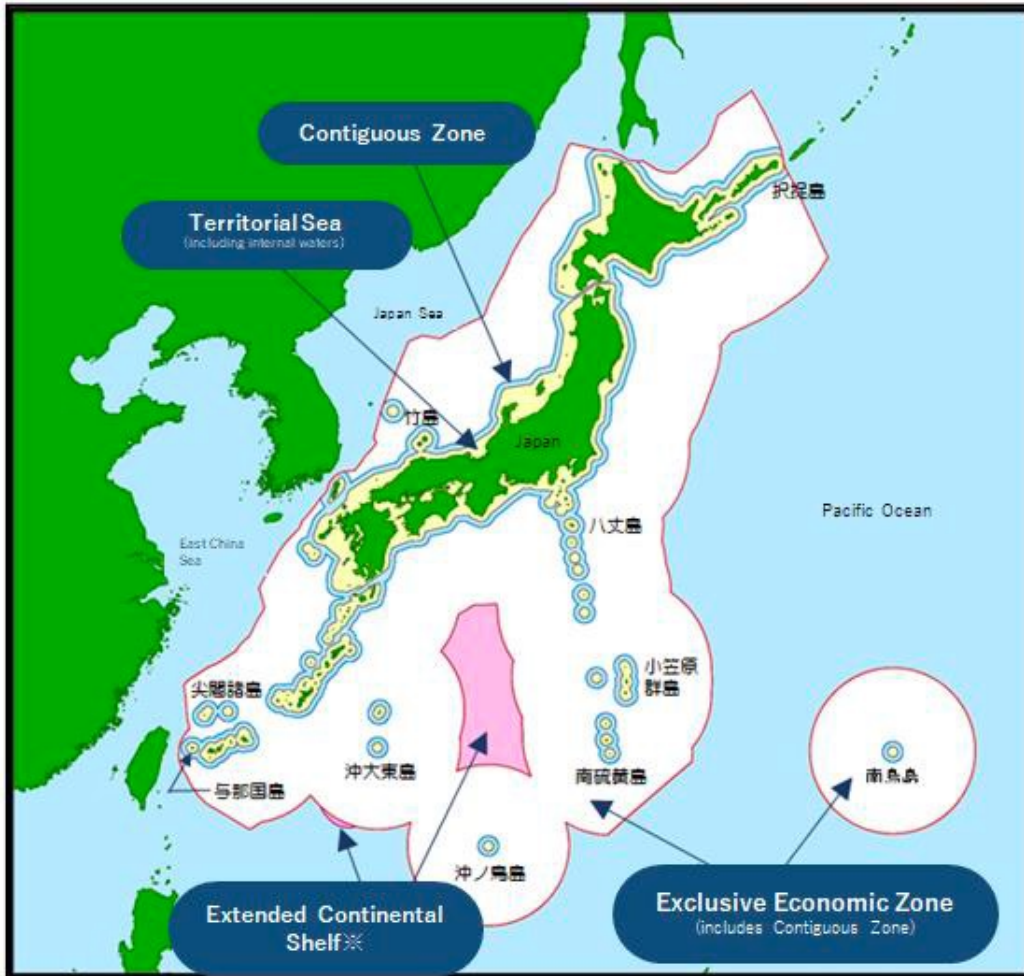 Contiguous Zone
Territorial Sea
(including internal waters)
択捉島
Japan Sea
竹島
Japan
Pacific Ocean
八丈島
East China
Sea
小笠原
群島
尖閣諸島
沖大東島
南硫黄島
南鳥島
与那国島
沖ノ鳥島
Extended Continental
Shelf※
Exclusive Economic Zone
(includes Contiguous Zone)